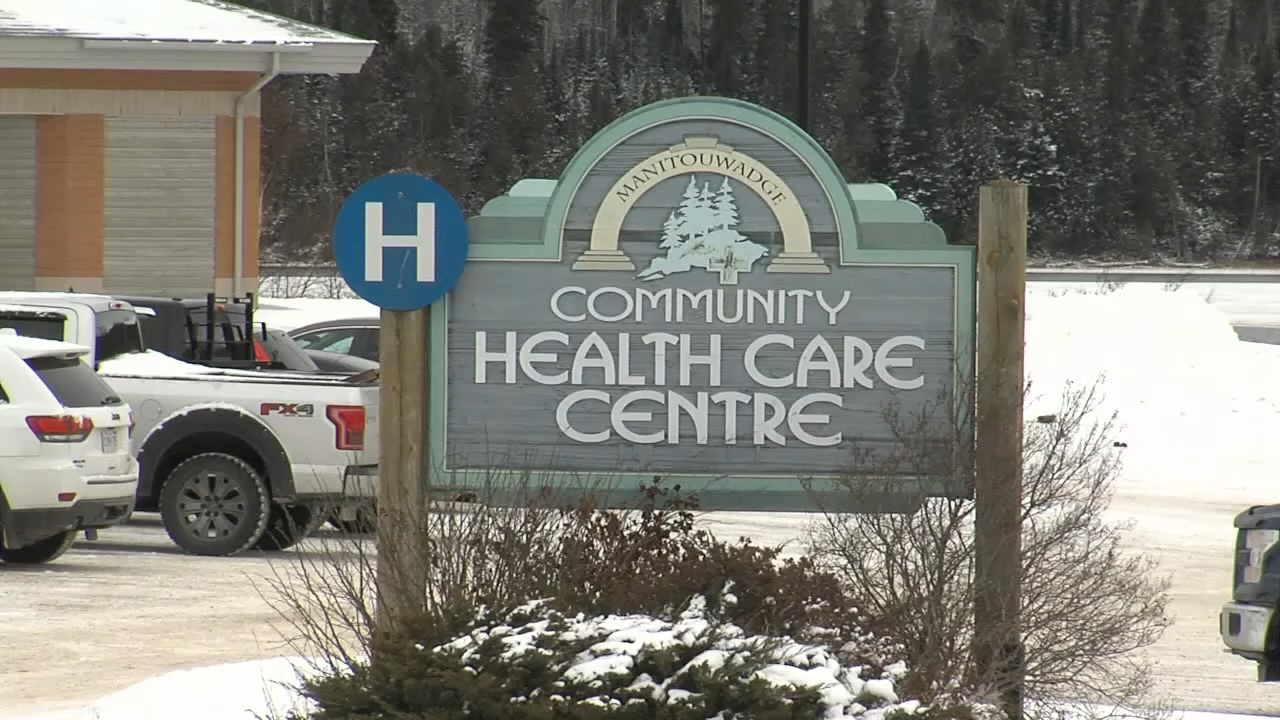 MANITOUWADGE
H
COMMUNITY
HEALTH CARE
CENTRE
FX4